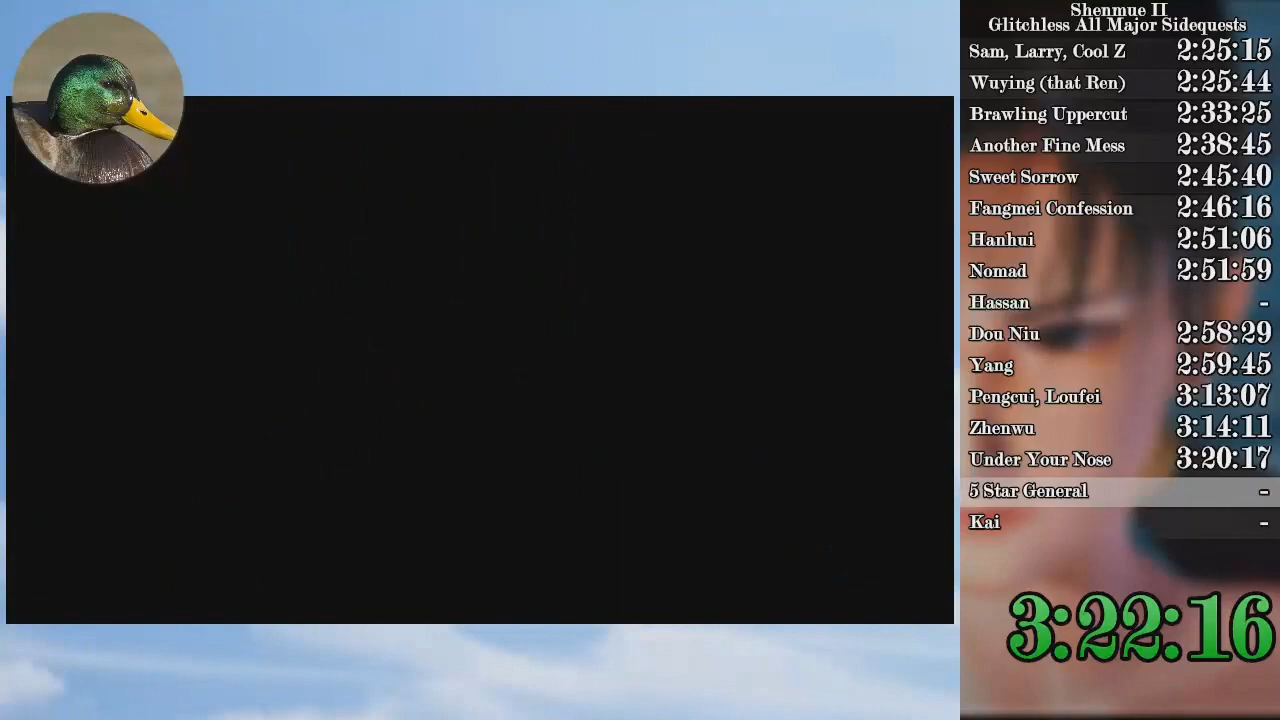 Shenmue II
Glitchless All Major Sidequests
Sam, Larry, Cool Z 2:25:15
Wuying (that Ren) 2:25:44
Brawling Uppercut 2:33:25
Another Fine Mess 2:38:45
Sweet Sorrow 2:45:40
Fangmei Confession 2:46:16
Hanhui 2:51:06
Nomad 2:51:59
Hassan -
Dou Niu 2:58:29
Yang 2:59:45
Pengcui, Loufei 3:13:07
Zhenwu 3:14:11
Under Your Nose 3:20:17
5 Star General -
Kai -
3:22:16